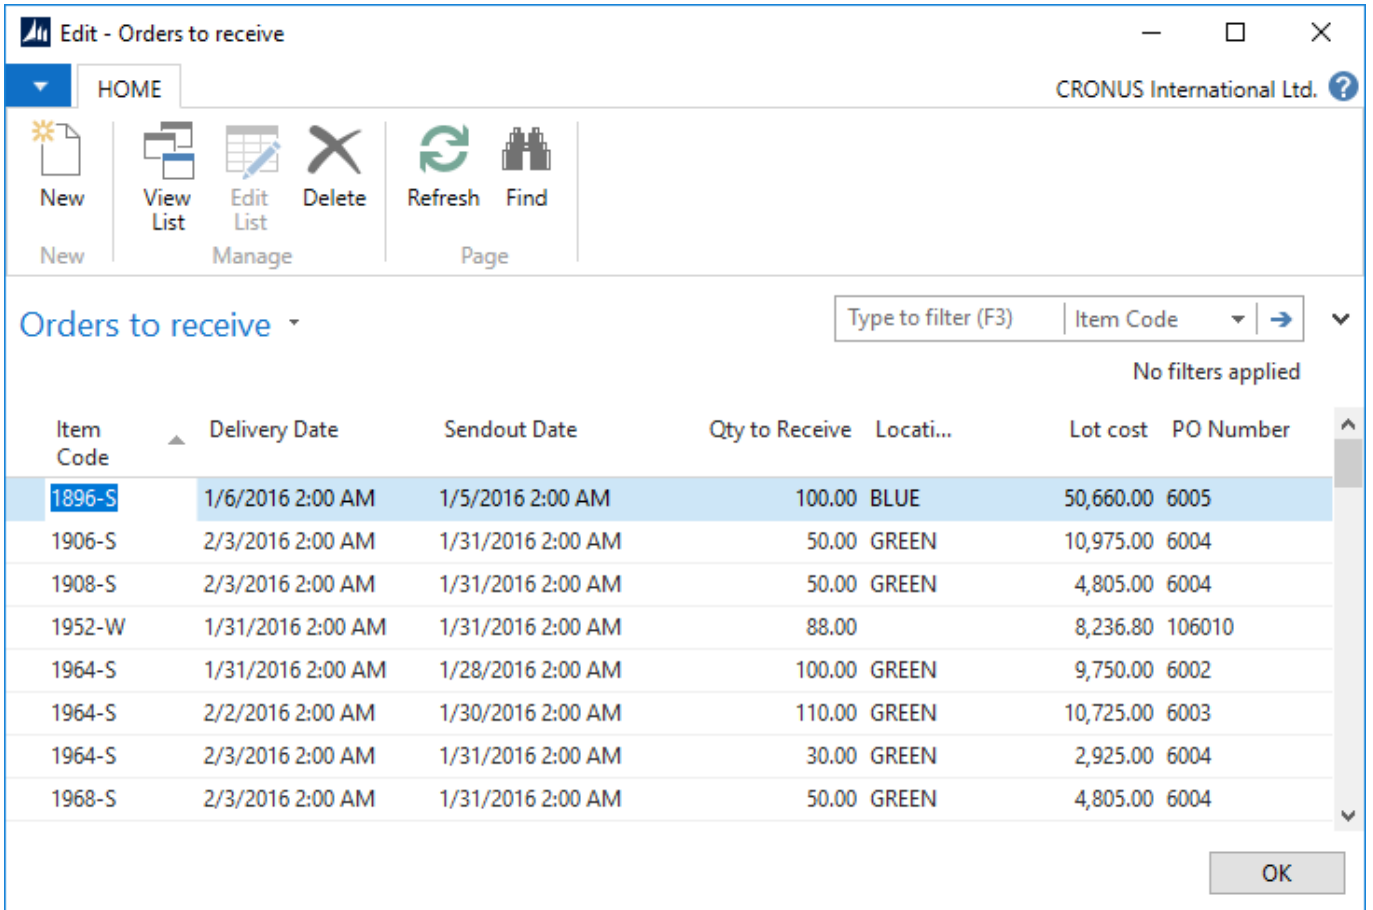 Edit - Orders to receive
HOME
CRONUS International Ltd.
New
View List
Edit List
Delete
Refresh
Find
New
Manage
Page
Orders to receive
Type to filter (F3)
Item Code
No filters applied
Item Code Delivery Date Sendout Date Qty to Receive Locati... Lot cost PO Number
1896-S 1/6/2016 2:00 AM 1/5/2016 2:00 AM 100.00 BLUE 50,660.00 6005
1906-S 2/3/2016 2:00 AM 1/31/2016 2:00 AM 50.00 GREEN 10,975.00 6004
1908-S 2/3/2016 2:00 AM 1/31/2016 2:00 AM 50.00 GREEN 4,805.00 6004
1952-W 1/31/2016 2:00 AM 1/31/2016 2:00 AM 88.00 8,236.80 106010
1964-S 1/31/2016 2:00 AM 1/28/2016 2:00 AM 100.00 GREEN 9,750.00 6002
1964-S 2/2/2016 2:00 AM 1/30/2016 2:00 AM 110.00 GREEN 10,725.00 6003
1964-S 2/3/2016 2:00 AM 1/31/2016 2:00 AM 30.00 GREEN 2,925.00 6004
1968-S 2/3/2016 2:00 AM 1/31/2016 2:00 AM 50.00 GREEN 4,805.00 6004
OK